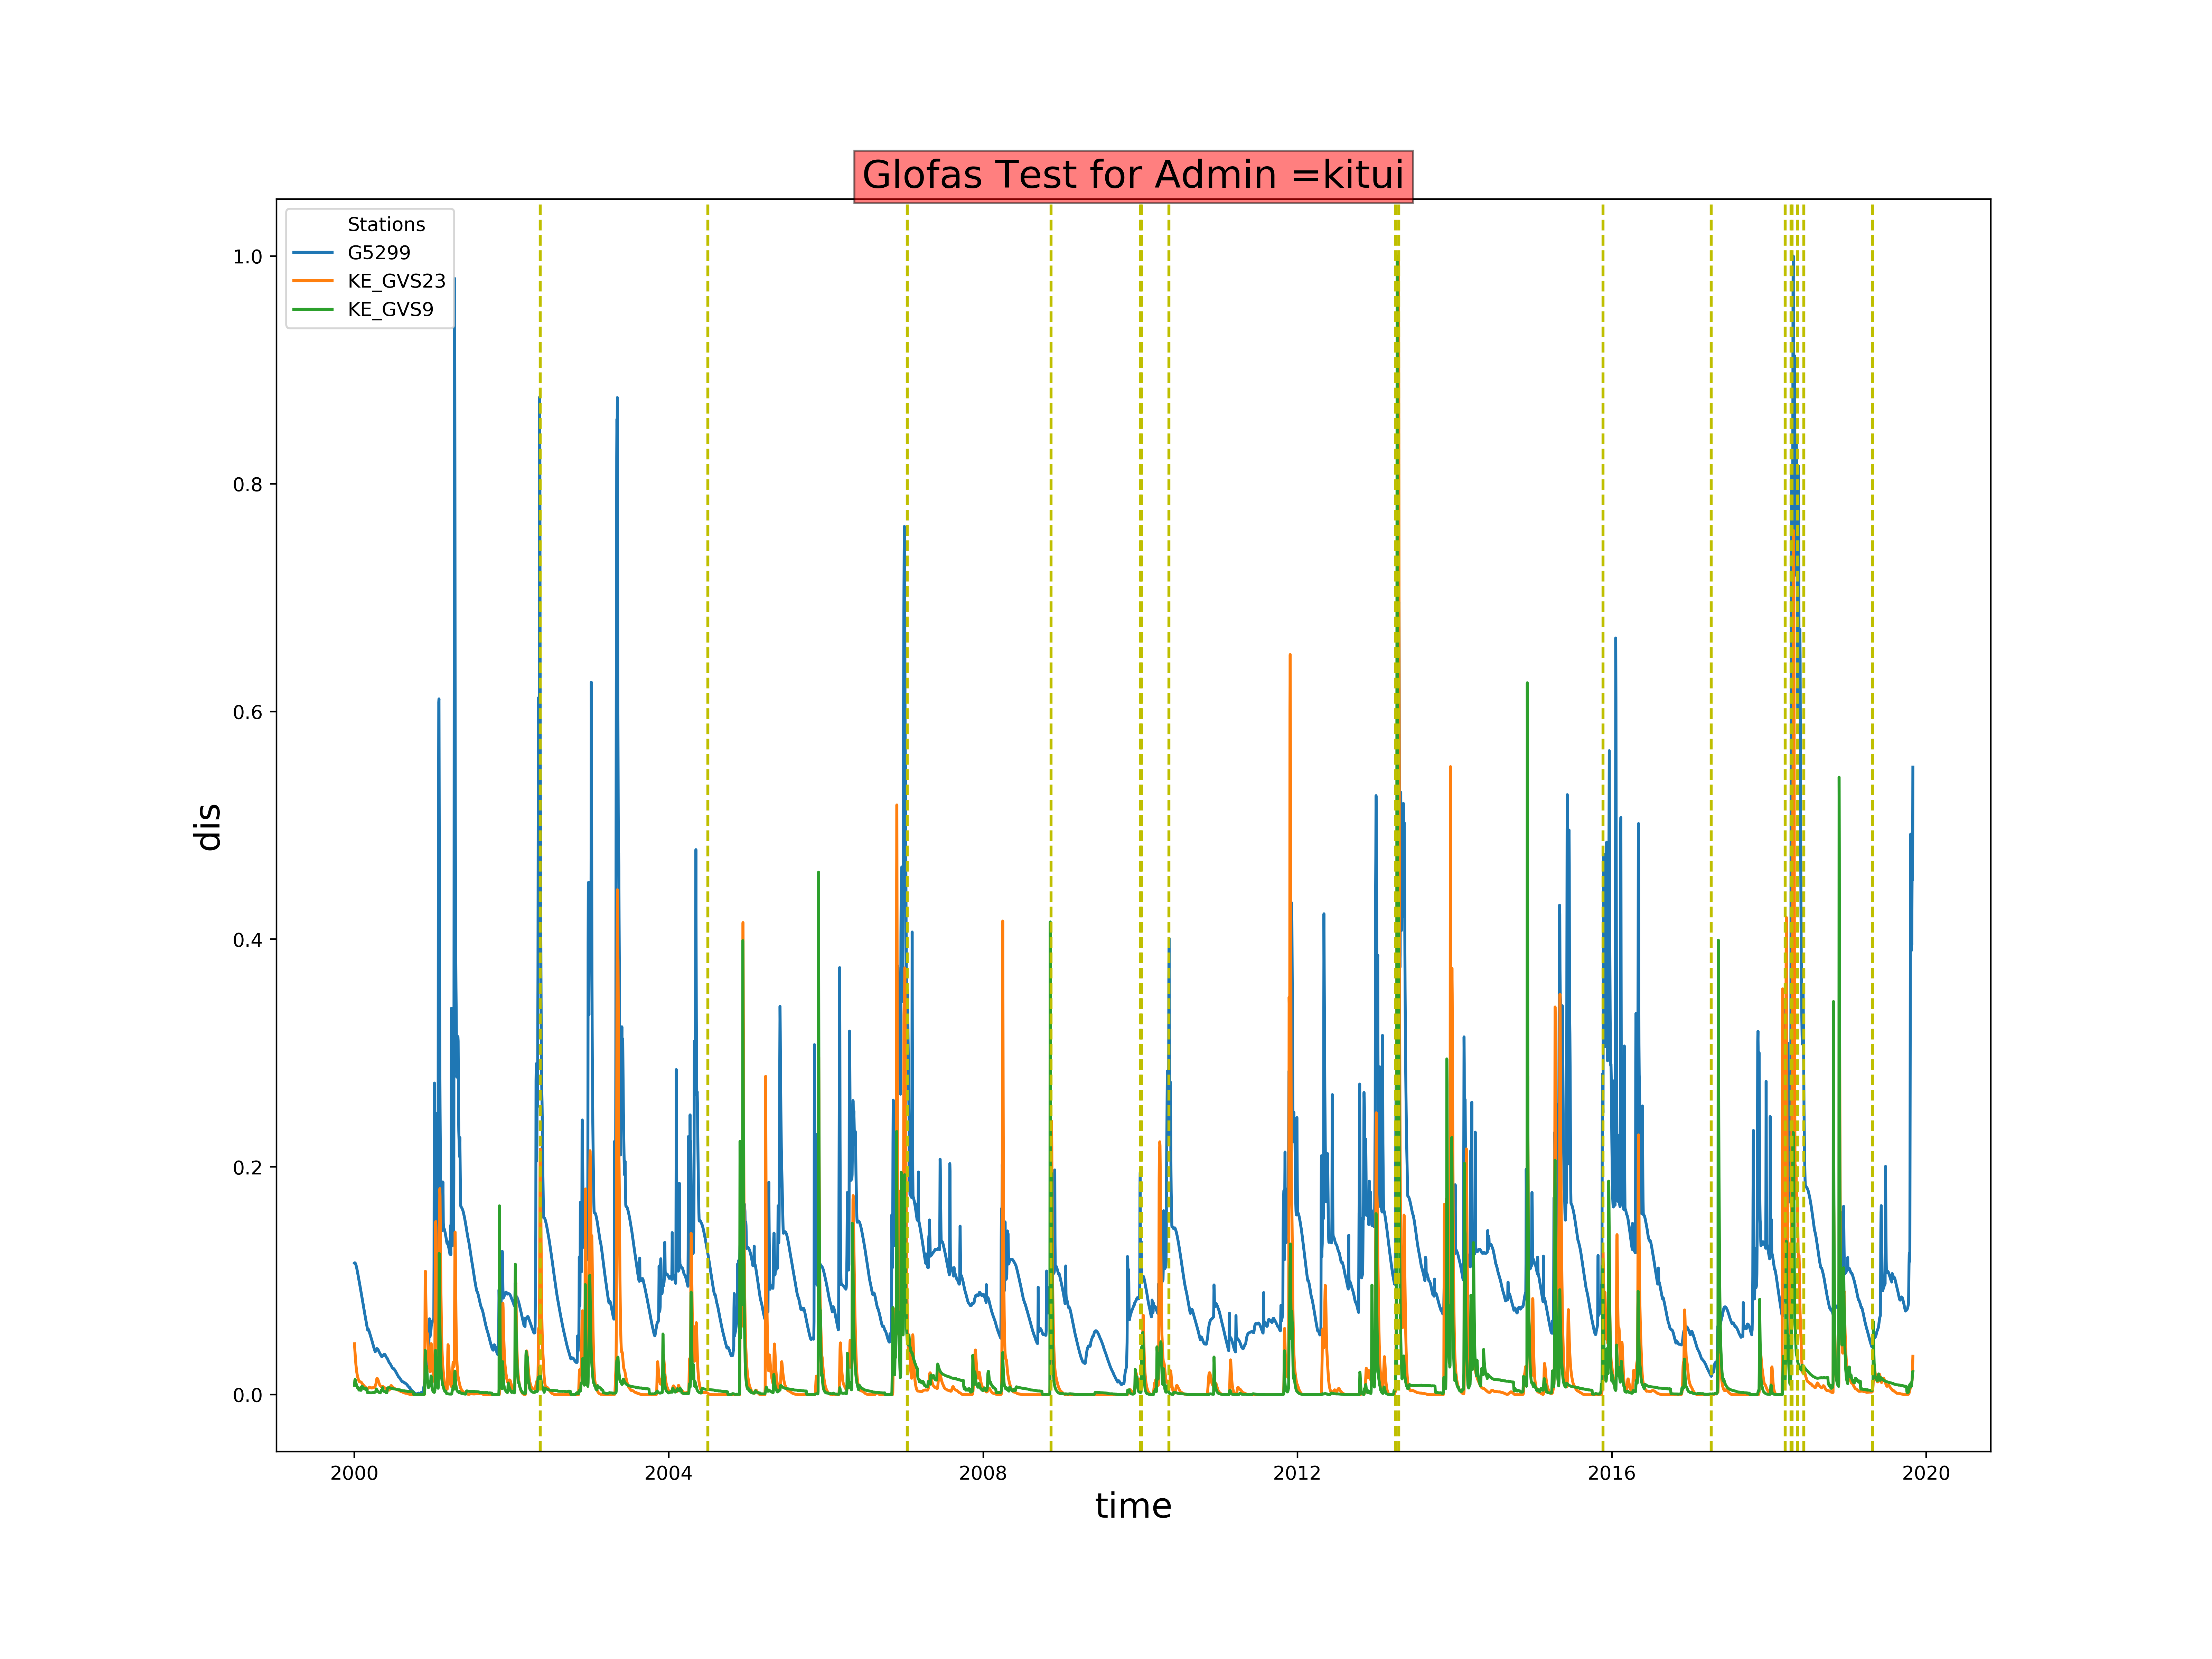 Glofas Test for Admin =kitui
Stations
G5299
KE_GVS23
KE_GVS9
1.0
0.8
0.6
0.4
0.2
0.0
dis
2000
2004
2008
2012
2016
2020
time